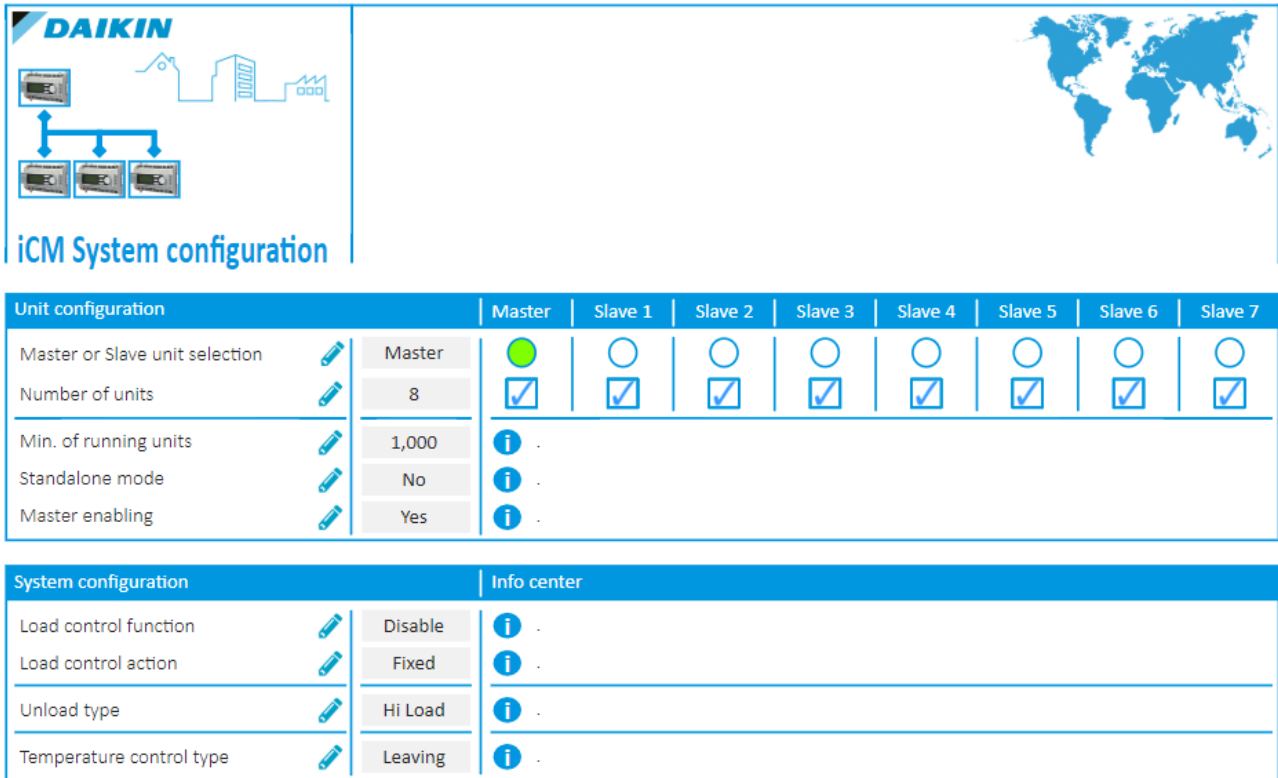 DAIKIN
iCM System configuration
Unit configuration Master Slave 1 Slave 2 Slave 3 Slave 4 Slave 5 Slave 6 Slave 7
Master or Slave unit selection Master
Number of units 8
Min. of running units 1,000 i .
Standalone mode No i .
Master enabling Yes i .
System configuration Info center
Load control function Disable i .
Load control action Fixed i .
Unload type Hi Load i .
Temperature control type Leaving i .